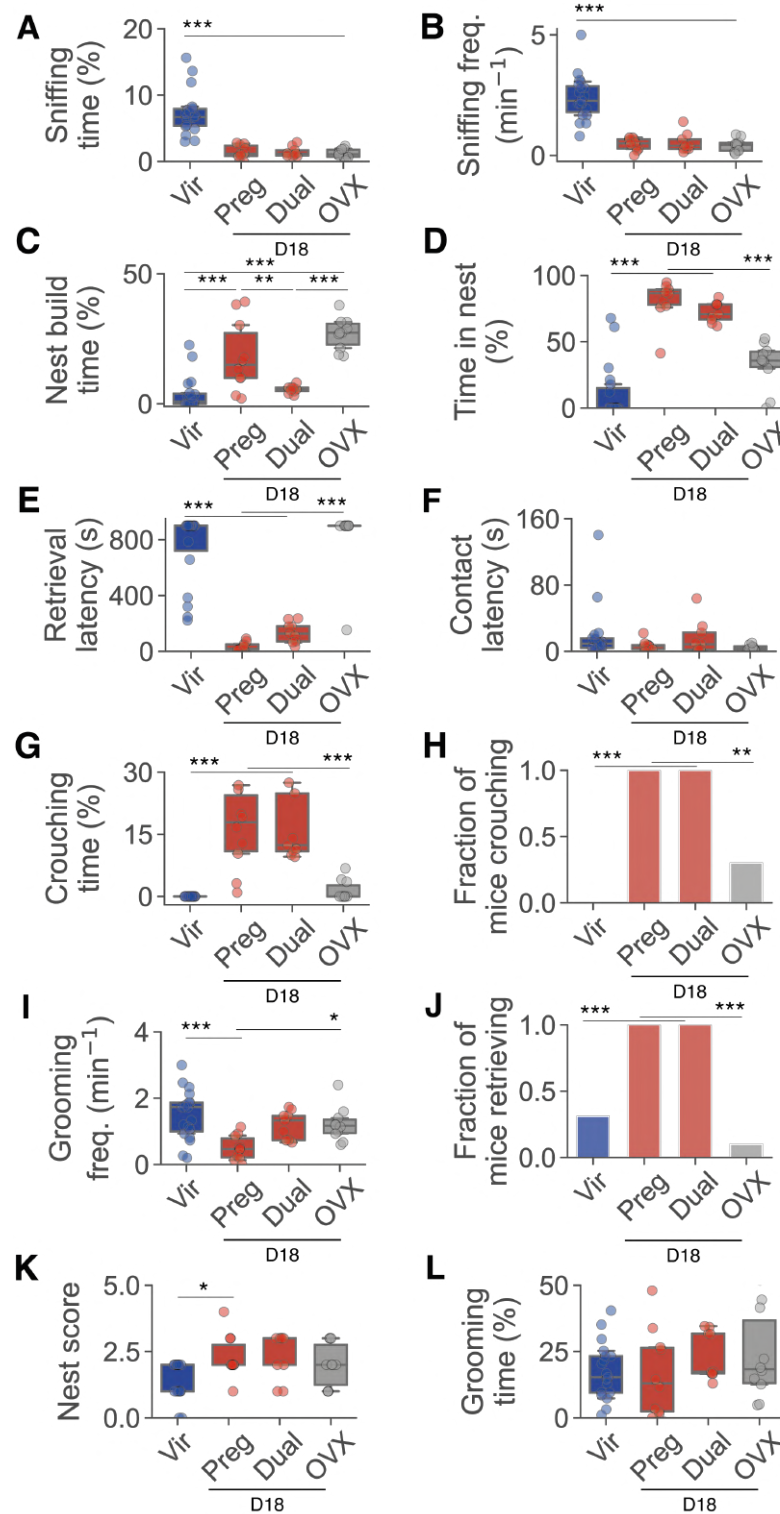 A
Sniffing
time (%)
20
10
0
***
Vir
Preg
Dual
OVX
D18
B
Sniffing freq.
(min⁻¹)
5
0
***
Vir
Preg
Dual
OVX
D18
C
Nest build
time (%)
50
0
***
*** ** ***
Vir
Preg
Dual
OVX
D18
D
Time in nest
(%)
100
50
0
*** ***
Vir
Preg
Dual
OVX
D18
E
Retrieval
latency (s)
800
400
0
*** ***
Vir
Preg
Dual
OVX
D18
F
Contact
latency (s)
160
80
0
Vir
Preg
Dual
OVX
D18
G
Crouching
time (%)
30
15
0
*** ***
Vir
Preg
Dual
OVX
D18
H
Fraction of
mice crouching
1.0
0.5
0.0
*** **
Vir
Preg
Dual
OVX
D18
I
Grooming
freq. (min⁻¹)
4
2
0
*** *
Vir
Preg
Dual
OVX
D18
J
Fraction of
mice retrieving
1.0
0.5
0.0
*** ***
Vir
Preg
Dual
OVX
D18
K
Nest score
5.0
2.5
0.0
*
Vir
Preg
Dual
OVX
D18
L
Grooming
time (%)
50
25
0
Vir
Preg
Dual
OVX
D18